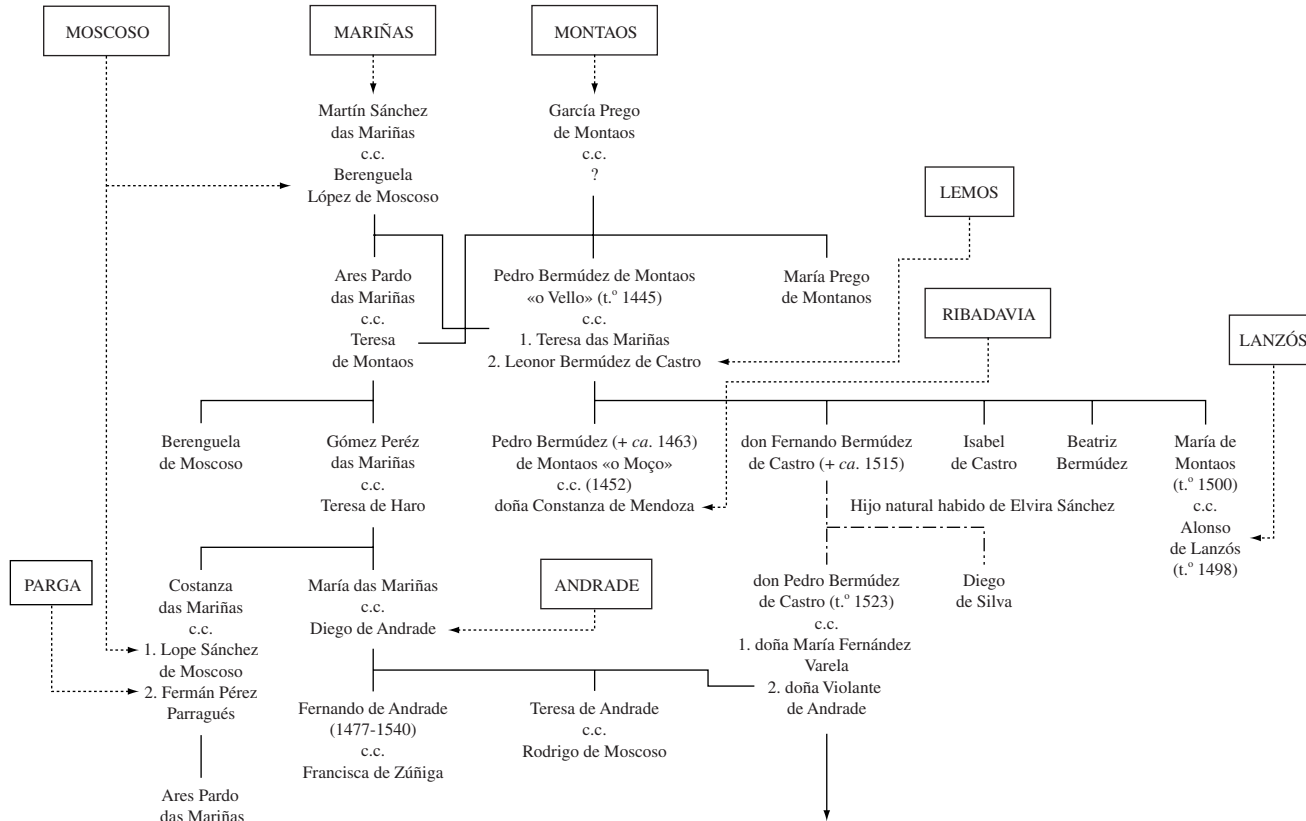 MOSCOSO
MARIÑAS
MONTAOS
Martín Sánchez
das Mariñas
c.c.
Berenguela
López de Moscoso
García Prego
de Montaos
c.c.
?
LEMOS
Ares Pardo
das Mariñas
c.c.
Teresa
de Montaos
Pedro Bermúdez de Montaos
«o Vello» (t.º 1445)
c.c.
1. Teresa das Mariñas
2. Leonor Bermúdez de Castro
María Prego
de Montanos
RIBADAVIA
LANZÓS
Berenguela
de Moscoso
Gómez Peréz
das Mariñas
c.c.
Teresa de Haro
Pedro Bermúdez (+ ca. 1463)
de Montaos «o Moço»
c.c. (1452)
doña Constanza de Mendoza
don Fernando Bermúdez
de Castro (+ ca. 1515)
Isabel
de Castro
Beatriz
Bermúdez
María de
Montaos
(t.º 1500)
c.c.
Alonso
de Lanzós
(t.º 1498)
Hijo natural habido de Elvira Sánchez
PARGA
Costanza
das Mariñas
c.c.
1. Lope Sánchez
de Moscoso
2. Fermán Pérez
Parragués
María das Mariñas
c.c.
Diego de Andrade
ANDRADE
don Pedro Bermúdez
de Castro (t.º 1523)
c.c.
1. doña María Fernández
Varela
2. doña Violante
de Andrade
Diego
de Silva
Fernando de Andrade
(1477-1540)
c.c.
Francisca de Zúñiga
Teresa de Andrade
c.c.
Rodrigo de Moscoso
Ares Pardo
das Mariñas